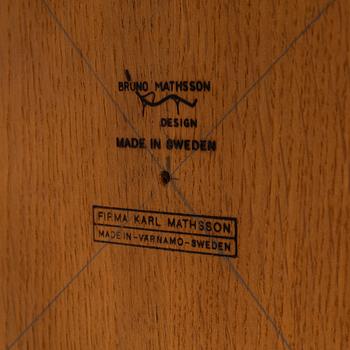 BRUNO MATHSSON
DESIGN
MADE IN SWEDEN
FIRMA KARL MATHSSON
MADE IN-VÄRNAMO-SWEDEN